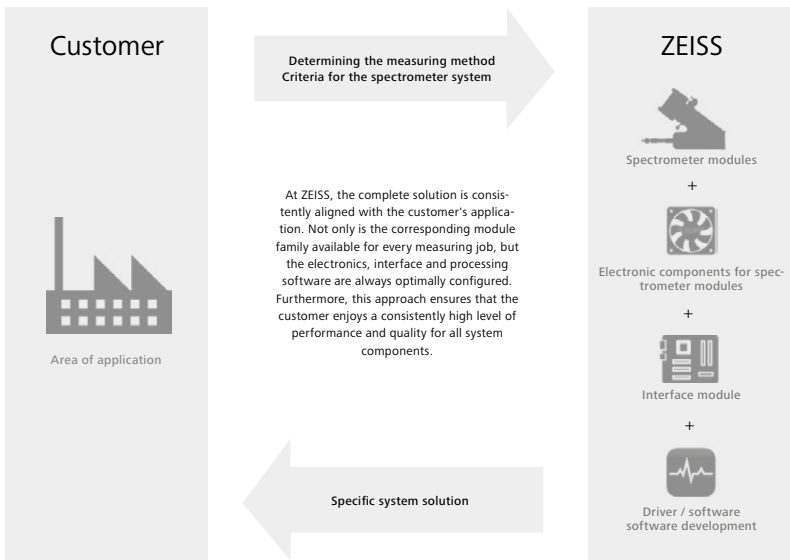 Customer
Area of application
Determining the measuring method
Criteria for the spectrometer system
At ZEISS, the complete solution is consis-
tently aligned with the customer's applica-
tion. Not only is the corresponding module
family available for every measuring job, but
the electronics, interface and processing
software are always optimally configured.
Furthermore, this approach ensures that the
customer enjoys a consistently high level of
performance and quality for all system
components.
Specific system solution
ZEISS
Spectrometer modules
+
Electronic components for spec-
trometer modules
+
Interface module
+
Driver / software
software development